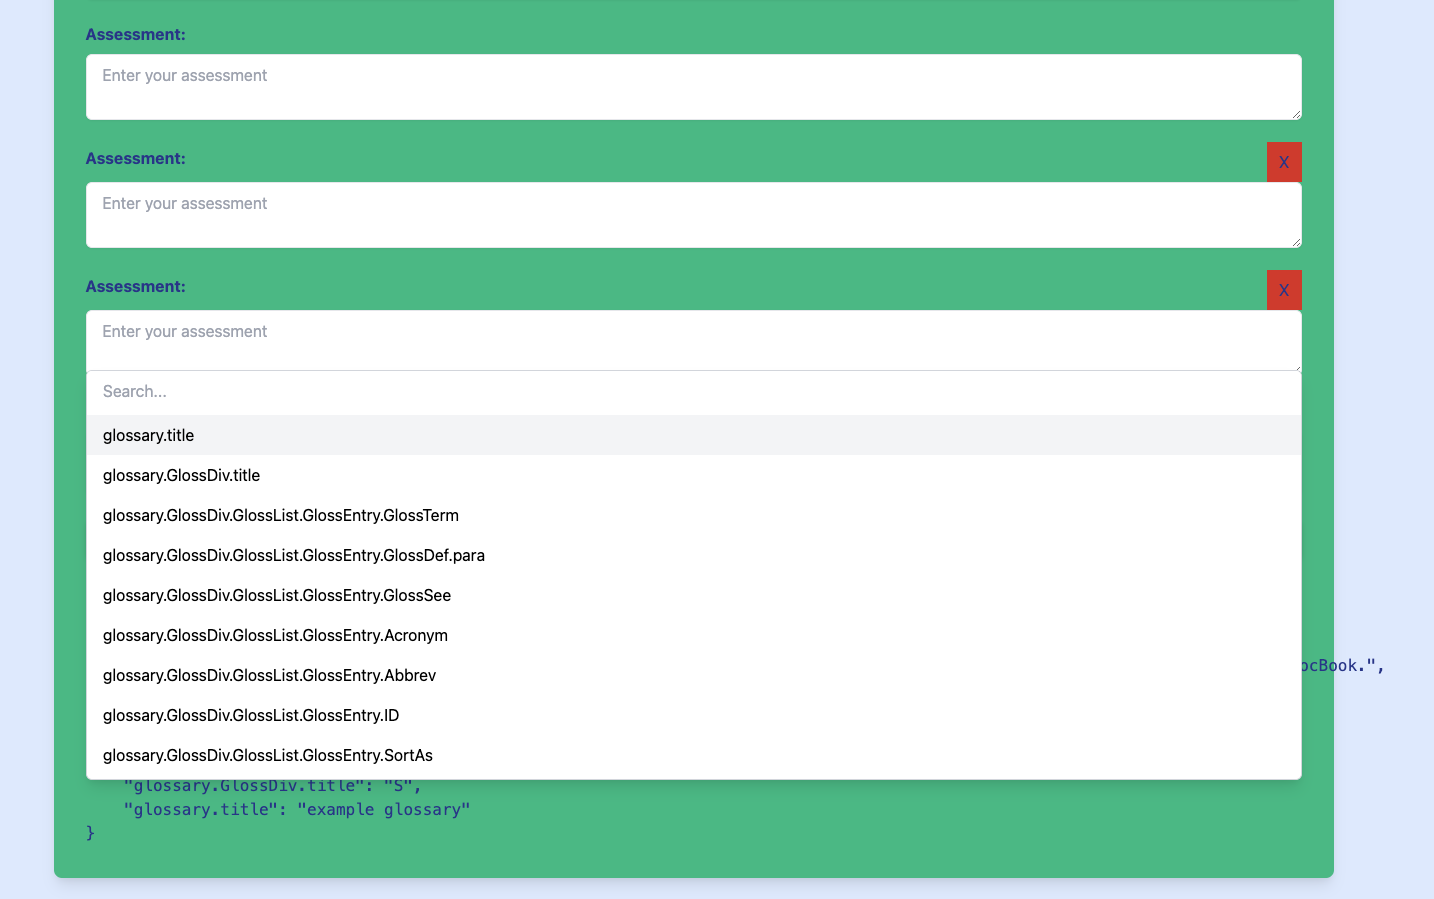 Assessment:
Enter your assessment
Assessment:
X
Enter your assessment
Assessment:
X
Enter your assessment
Search...
glossary.title
glossary.GlossDiv.title
glossary.GlossDiv.GlossList.GlossEntry.GlossTerm
glossary.GlossDiv.GlossList.GlossEntry.GlossDef.para
glossary.GlossDiv.GlossList.GlossEntry.GlossSee
glossary.GlossDiv.GlossList.GlossEntry.Acronym
ocBook.",
glossary.GlossDiv.GlossList.GlossEntry.Abbrev
glossary.GlossDiv.GlossList.GlossEntry.ID
glossary.GlossDiv.GlossList.GlossEntry.SortAs
"glossary.GlossDiv.title": "S",
"glossary.title": "example glossary"
}